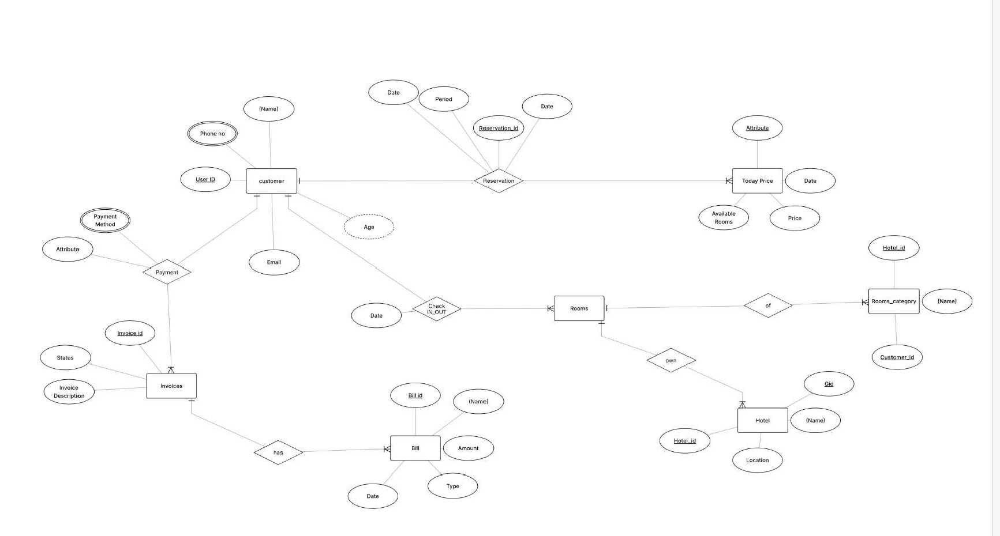 Date
Period
(Name)
Date
Reservation_id
Attribute
Phone no
User ID
customer
Reservation
Today Price
Date
Available
Rooms
Price
Payment
Method
Age
Attribute
Email
Payment
Hotel_id
Rooms_category
(Name)
Check
IN_OUT
Date
Rooms
of
Customer_id
own
Invoice id
Status
Invoices
Invoice
Description
Gid
Hotel
(Name)
Hotel_id
Location
Bill id
(Name)
Bill
Amount
has
Type
Date